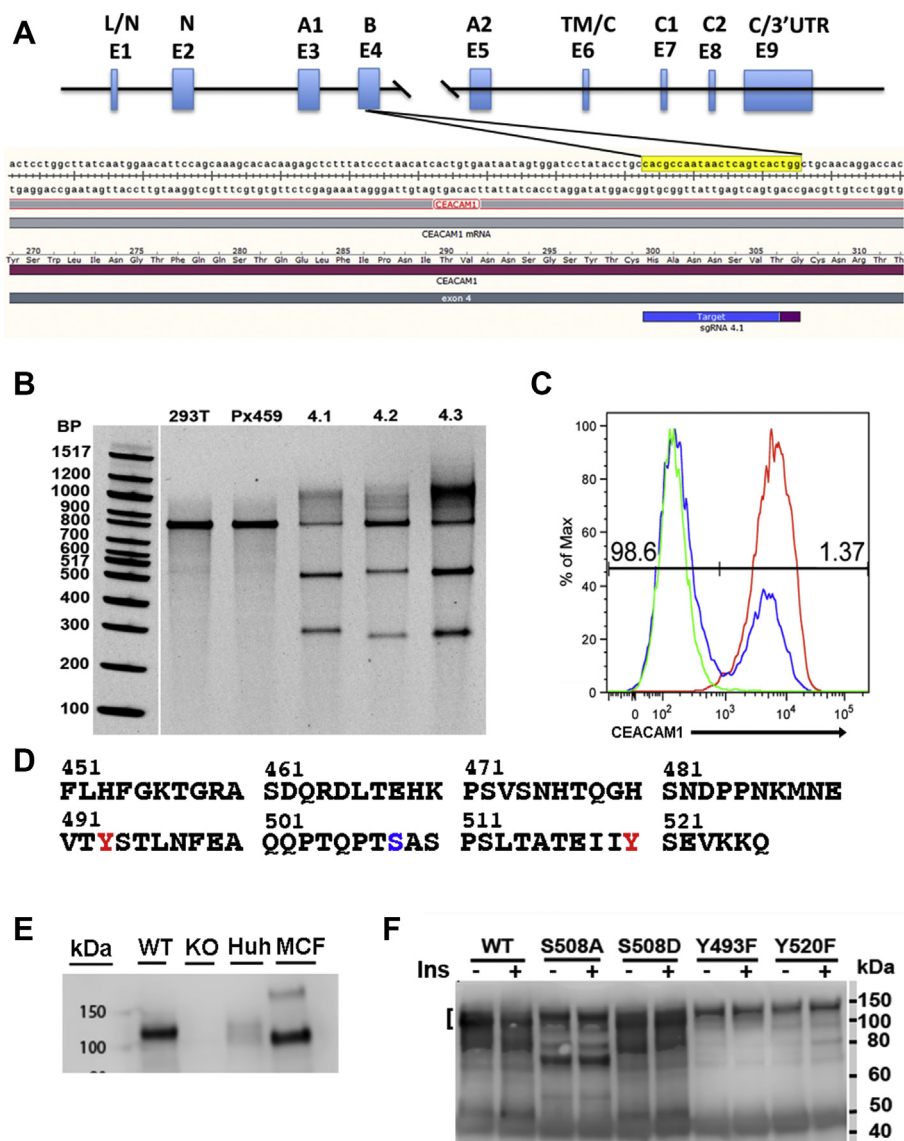 A
L/N N A1 B A2 TM/C C1 C2 C/3'UTR
E1 E2 E3 E4 E5 E6 E7 E8 E9
actcctggcttatcaatggaacattccagcaaagcacacaagagctctttatccctaacatcactgtgaataatagtggatcctatacctgccacgccaataactcagtcactggctgcaacaggaccac
tgaggaccgaatagttaccttgtaaggtcgtttcgtgtgttctcgagaaatagggattgtagtgacacttattatcacctaggatatggacggtgcggttattgagtcagtgaccgacgttgtcctggtg
CEACAM1
CEACAM1 mRNA
270 275 280 285 290 295 300 305 310
Tyr Ser Trp Leu Ile Asn Gly Thr Phe Gln Gln Ser Thr Gln Glu Leu Phe Ile Pro Asn Ile Thr Val Asn Asn Ser Gly Ser Tyr Thr Cys His Ala Asn Asn Ser Val Thr Gly Cys Asn Arg Thr Th
CEACAM1
exon 4
Target
sgRNA 4.1
B
BP 293T Px459 4.1 4.2 4.3
1517
1200
1000
900
800
700
600
517
500
400
300
200
100
C
% of Max
100
80
60
40
20
0
98.6 1.37
0 10² 10³ 10⁴ 10⁵
CEACAM1
D
451 461 471 481
FLHFGKTGRA SDQRDLTEHK PSVSNHTQGH SNDPPNKMNE
491 501 511 521
VTYSTLNFEA QQPTQPTSAS PSLTATEIIY SEVKKQ
E
kDa WT KO Huh MCF
150
100
F
WT S508A S508D Y493F Y520F
Ins - + - + - + - + - + kDa
[
150
100
80
60
50
40